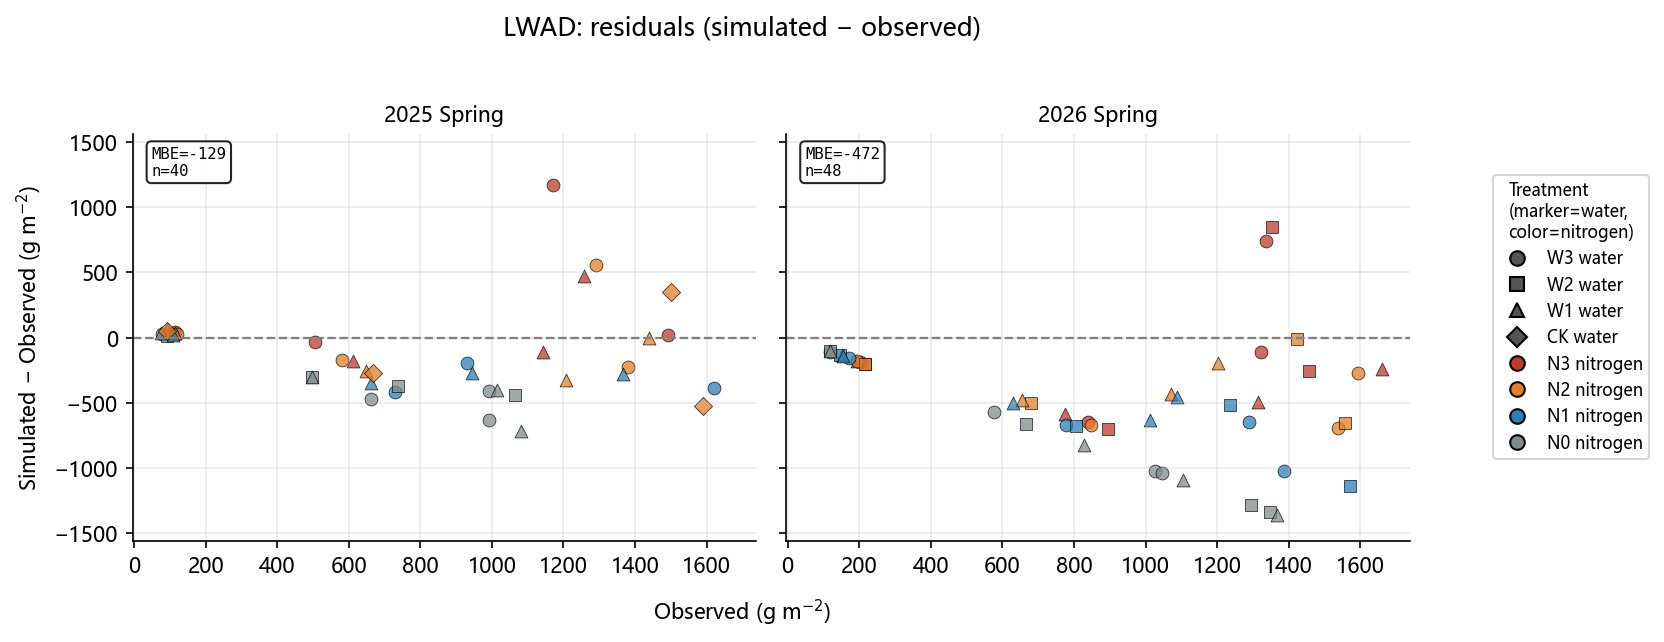 LWAD: residuals (simulated − observed)
2025 Spring
2026 Spring
MBE=-129
n=40
MBE=-472
n=48
1500
1000
500
0
−500
−1000
−1500
Simulated − Observed (g m⁻²)
0 200 400 600 800 1000 1200 1400 1600
0 200 400 600 800 1000 1200 1400 1600
Observed (g m⁻²)
Treatment
(marker=water,
color=nitrogen)
W3 water
W2 water
W1 water
CK water
N3 nitrogen
N2 nitrogen
N1 nitrogen
N0 nitrogen